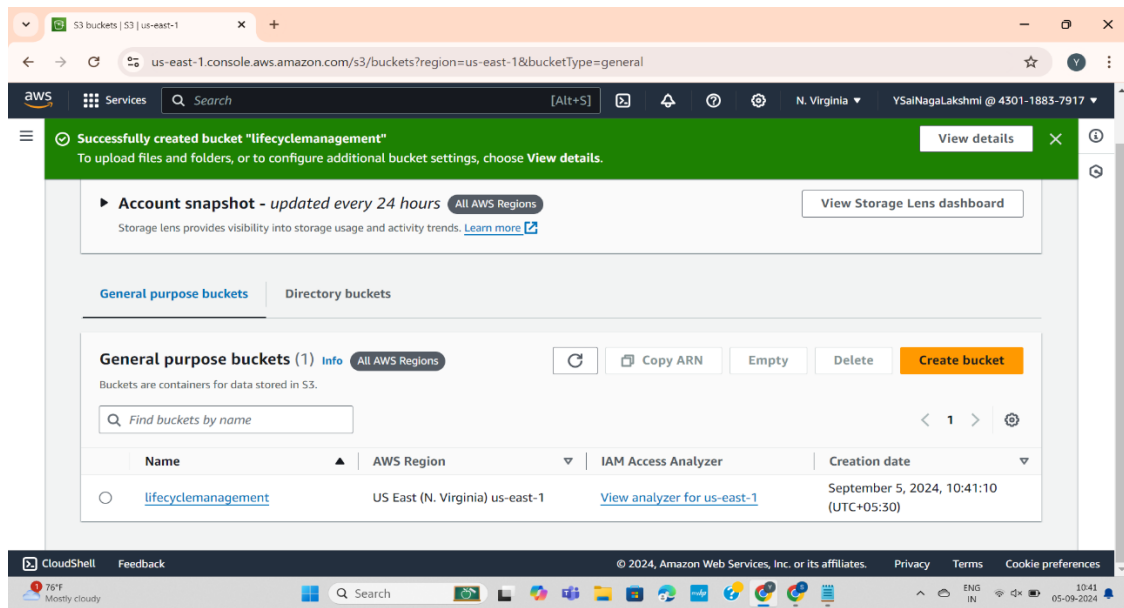 S3 buckets | S3 | us-east-1
us-east-1.console.aws.amazon.com/s3/buckets?region=us-east-1&bucketType=general
Y
aws
Services
Search
[Alt+S]
N. Virginia
YSaiNagaLakshmi @ 4301-1883-7917
Successfully created bucket "lifecyclemanagement"
To upload files and folders, or to configure additional bucket settings, choose View details.
View details
Account snapshot - updated every 24 hours All AWS Regions
Storage lens provides visibility into storage usage and activity trends. Learn more
View Storage Lens dashboard
General purpose buckets Directory buckets
General purpose buckets (1) Info All AWS Regions
Copy ARN Empty Delete Create bucket
Buckets are containers for data stored in S3.
Find buckets by name
1
Name AWS Region IAM Access Analyzer Creation date
lifecyclemanagement US East (N. Virginia) us-east-1 View analyzer for us-east-1 September 5, 2024, 10:41:10
(UTC+05:30)
CloudShell Feedback © 2024, Amazon Web Services, Inc. or its affiliates. Privacy Terms Cookie preferences
1
76°F
Mostly cloudy
Search
ENG
IN
10:41
05-09-2024